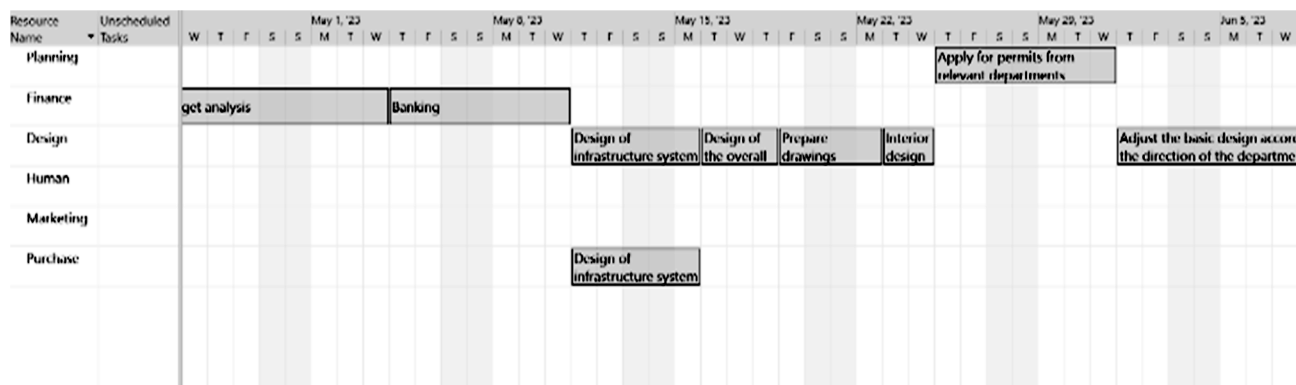 Resource Unscheduled May 1, '23 May 8, '23 May 15, '23 May 22, '23 May 29, '23 Jun 5, '23
Name Tasks W T F S S M T W T F S S M T W T F S S M T W T F S S M T W T F S S M T W T F S S M T W
Planning
Apply for permits from
relevant departments
Finance
get analysis
Banking
Design
Design of
infrastructure system
Design of
the overall
Prepare
drawings
Interior
design
Adjust the basic design accord
the direction of the departme
Human
Marketing
Purchase
Design of
infrastructure system